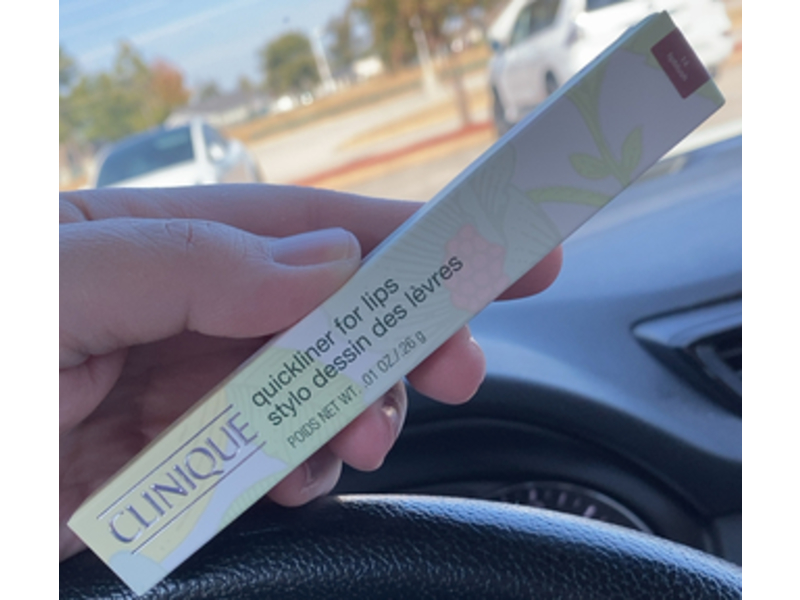 CLINIQUE
quickliner for lips
stylo dessin des lèvres
POIDS NET WT. .01 OZ/.26 g